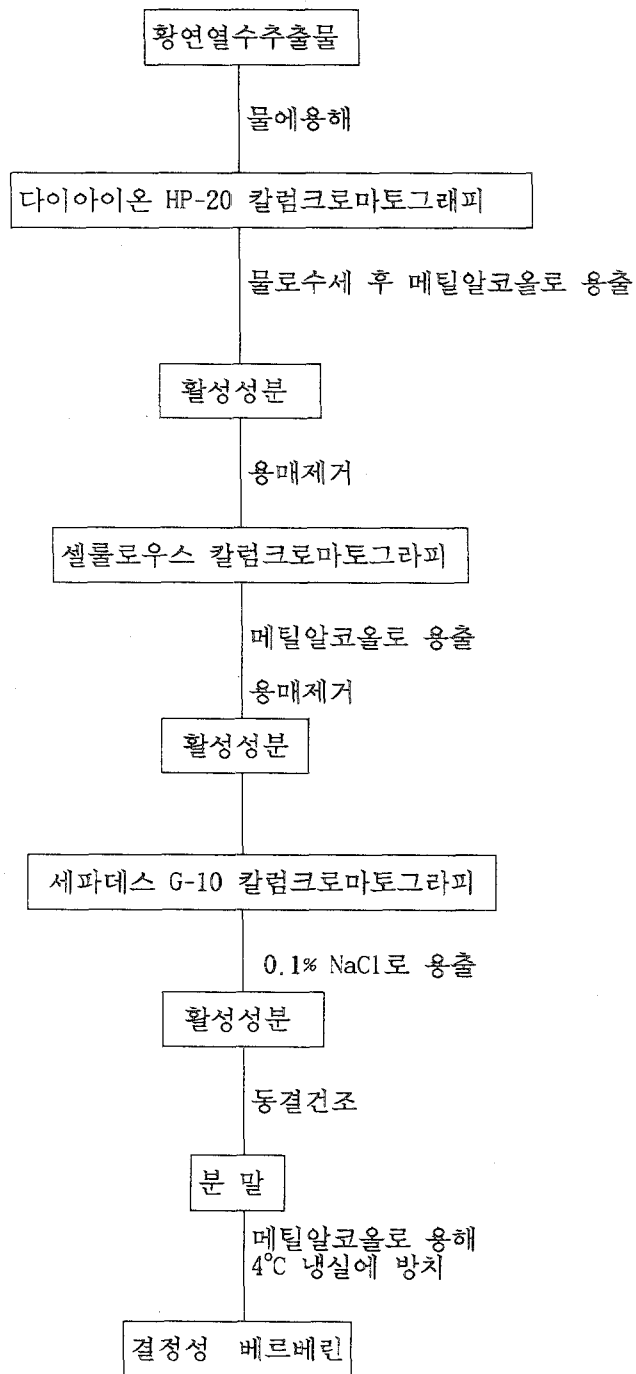 황연열수추출물
물에용해
다이아이온 HP-20 칼럼크로마토그래피
물로수세 후 메틸알코올로 용출
활성성분
용매제거
셀룰로우스 칼럼크로마토그라피
메틸알코올로 용출
용매제거
활성성분
세파데스 G-10 칼럼크로마토그라피
0.1% NaCl로 용출
활성성분
동결건조
분 말
메틸알코올로 용해
4°C 냉실에 방치
결정성 베르베린